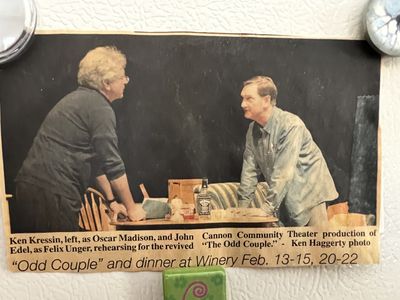 Ken Kressin, left, as Oscar Madison, and John
Edel, as Felix Unger, rehearsing for the revived
Cannon Community Theater production of
"The Odd Couple." - Ken Haggerty photo
"Odd Couple" and dinner at Winery Feb. 13-15, 20-22